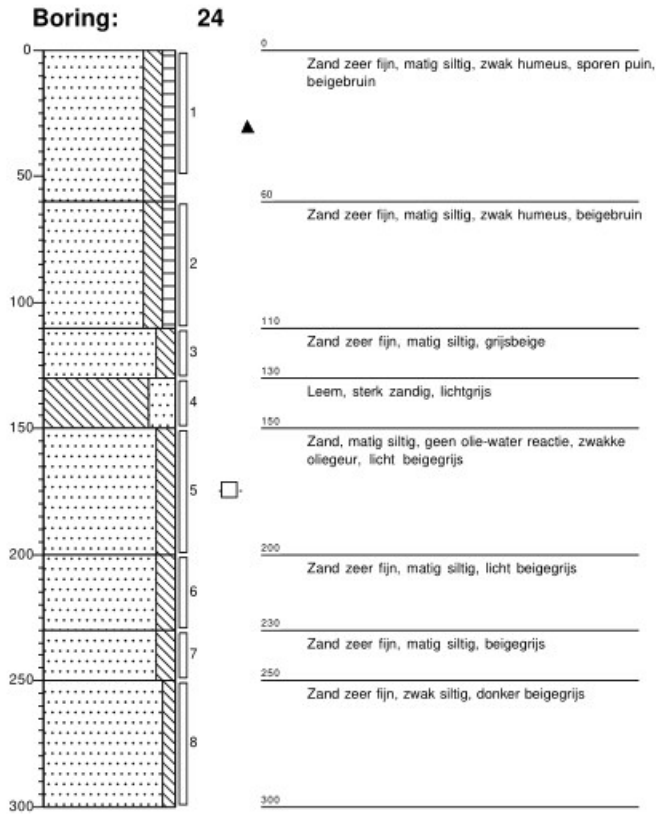 Boring: 24
0
50
100
150
200
250
300
1
2
3
4
5
6
7
8
0
Zand zeer fijn, matig siltig, zwak humeus, sporen puin,
beigebruin
60
Zand zeer fijn, matig siltig, zwak humeus, beigebruin
110
Zand zeer fijn, matig siltig, grijsbeige
130
Leem, sterk zandig, lichtgrijs
150
Zand, matig siltig, geen olie-water reactie, zwakke
oliegeur, licht beigegrijs
200
Zand zeer fijn, matig siltig, licht beigegrijs
230
Zand zeer fijn, matig siltig, beigegrijs
250
Zand zeer fijn, zwak siltig, donker beigegrijs
300